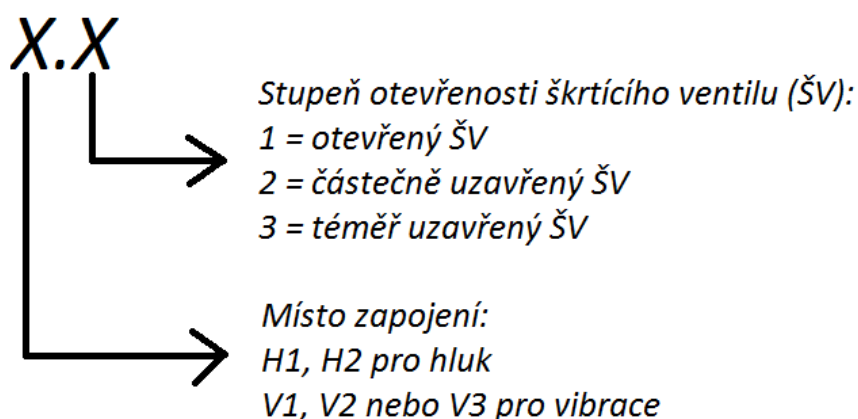 X.X
Stupeň otevřenosti škrtícího ventilu (ŠV):
1 = otevřený ŠV
2 = částečně uzavřený ŠV
3 = téměř uzavřený ŠV
Místo zapojení:
H1, H2 pro hluk
V1, V2 nebo V3 pro vibrace